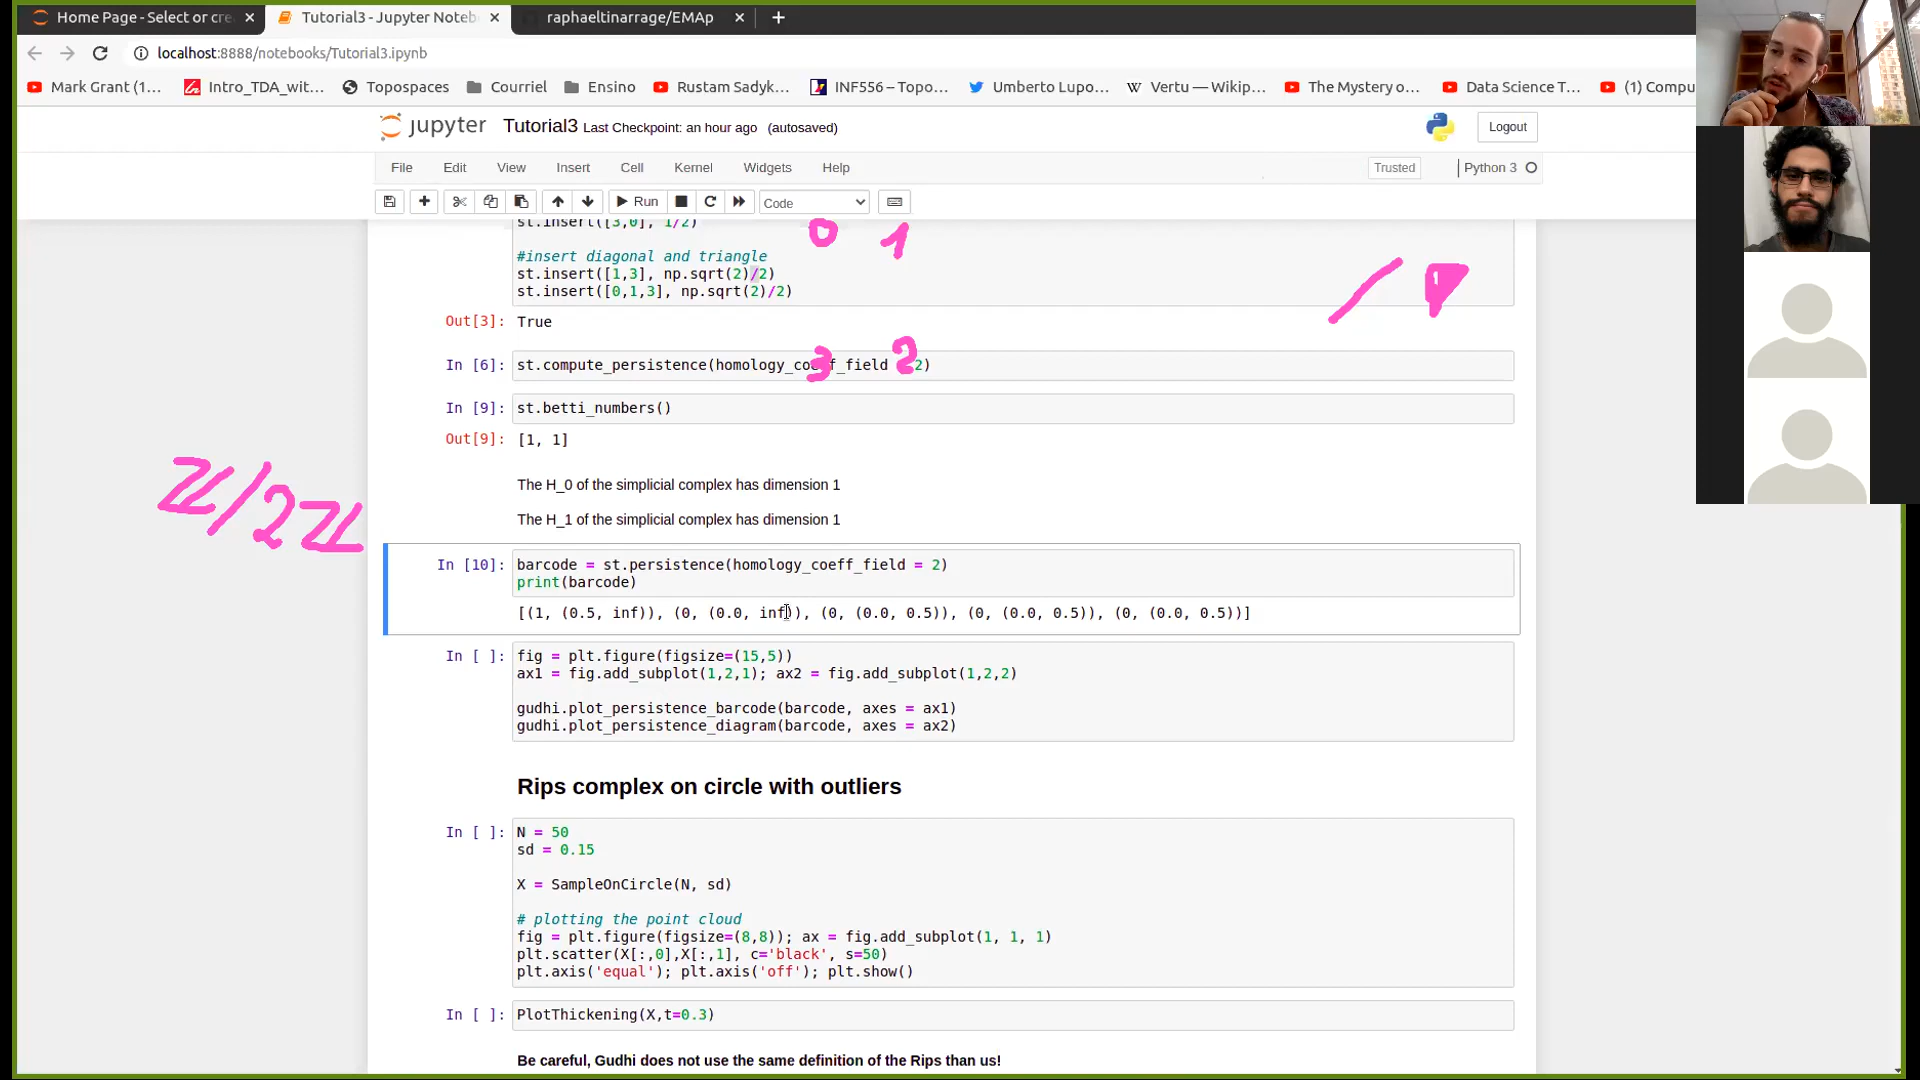 Home Page - Select or cre
Tutorial3 - Jupyter Noteb
raphaeltinarrage/EMAp
localhost:8888/notebooks/Tutorial3.ipynb
Mark Grant (1... Intro_TDA_wit... Topospaces Courriel Ensino Rustam Sadyk... INF556 – Topo... Umberto Lupo... Vertu — Wikip... The Mystery o... Data Science T... (1) Compu
jupyter Tutorial3 Last Checkpoint: an hour ago (autosaved) Logout
File Edit View Insert Cell Kernel Widgets Help Trusted Python 3
Run Code
st.insert([3,0], 1/2)
0 1
#insert diagonal and triangle
st.insert([1,3], np.sqrt(2)/2)
st.insert([0,1,3], np.sqrt(2)/2)
Out[3]: True
3 2
In [6]: st.compute_persistence(homology_coeff_field = 2)
In [9]: st.betti_numbers()
Out[9]: [1, 1]
The H_0 of the simplicial complex has dimension 1
ℤ/2ℤ
The H_1 of the simplicial complex has dimension 1
In [10]: barcode = st.persistence(homology_coeff_field = 2)
print(barcode)
[(1, (0.5, inf)), (0, (0.0, inf)), (0, (0.0, 0.5)), (0, (0.0, 0.5)), (0, (0.0, 0.5))]
In [ ]: fig = plt.figure(figsize=(15,5))
ax1 = fig.add_subplot(1,2,1); ax2 = fig.add_subplot(1,2,2)
gudhi.plot_persistence_barcode(barcode, axes = ax1)
gudhi.plot_persistence_diagram(barcode, axes = ax2)
Rips complex on circle with outliers
In [ ]: N = 50
sd = 0.15
X = SampleOnCircle(N, sd)
# plotting the point cloud
fig = plt.figure(figsize=(8,8)); ax = fig.add_subplot(1, 1, 1)
plt.scatter(X[:,0],X[:,1], c='black', s=50)
plt.axis('equal'); plt.axis('off'); plt.show()
In [ ]: PlotThickening(X,t=0.3)
Be careful, Gudhi does not use the same definition of the Rips than us!